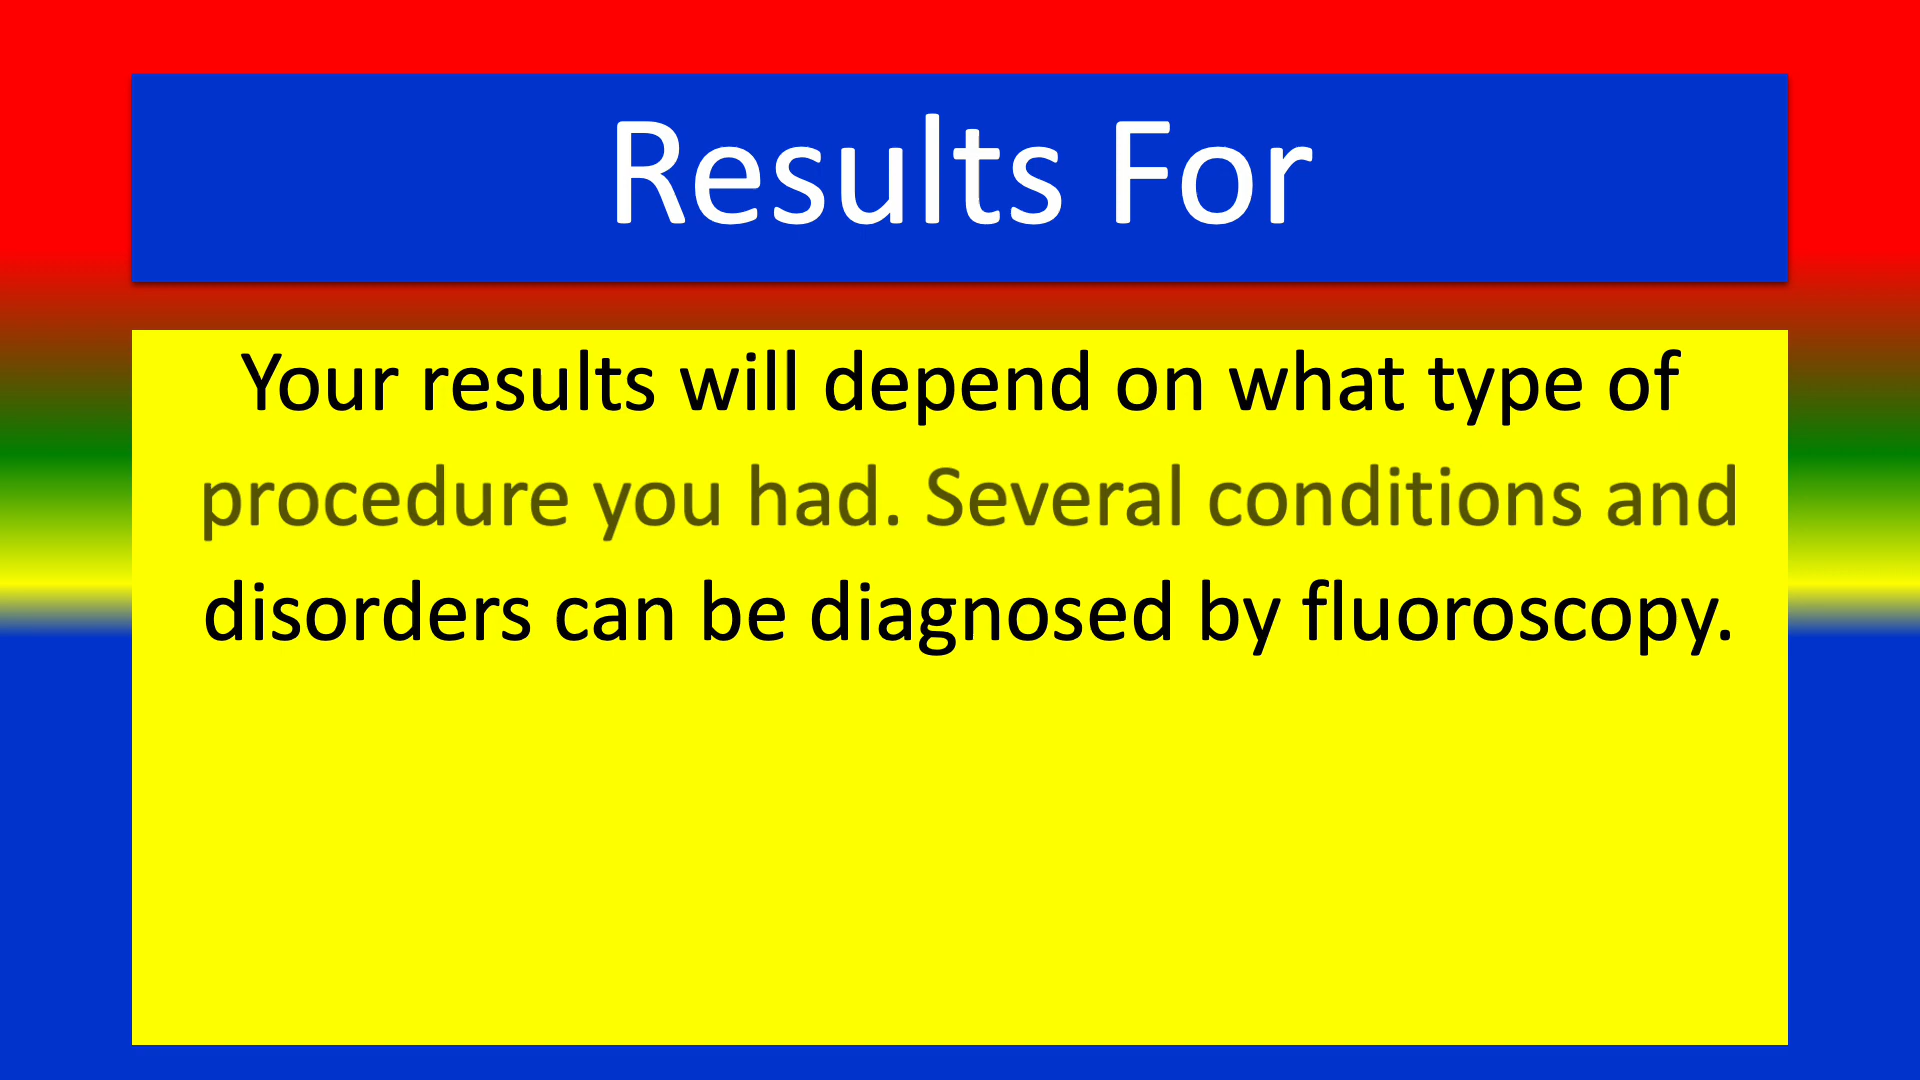 Results For
Your results will depend on what type of
procedure you had. Several conditions and
disorders can be diagnosed by fluoroscopy.